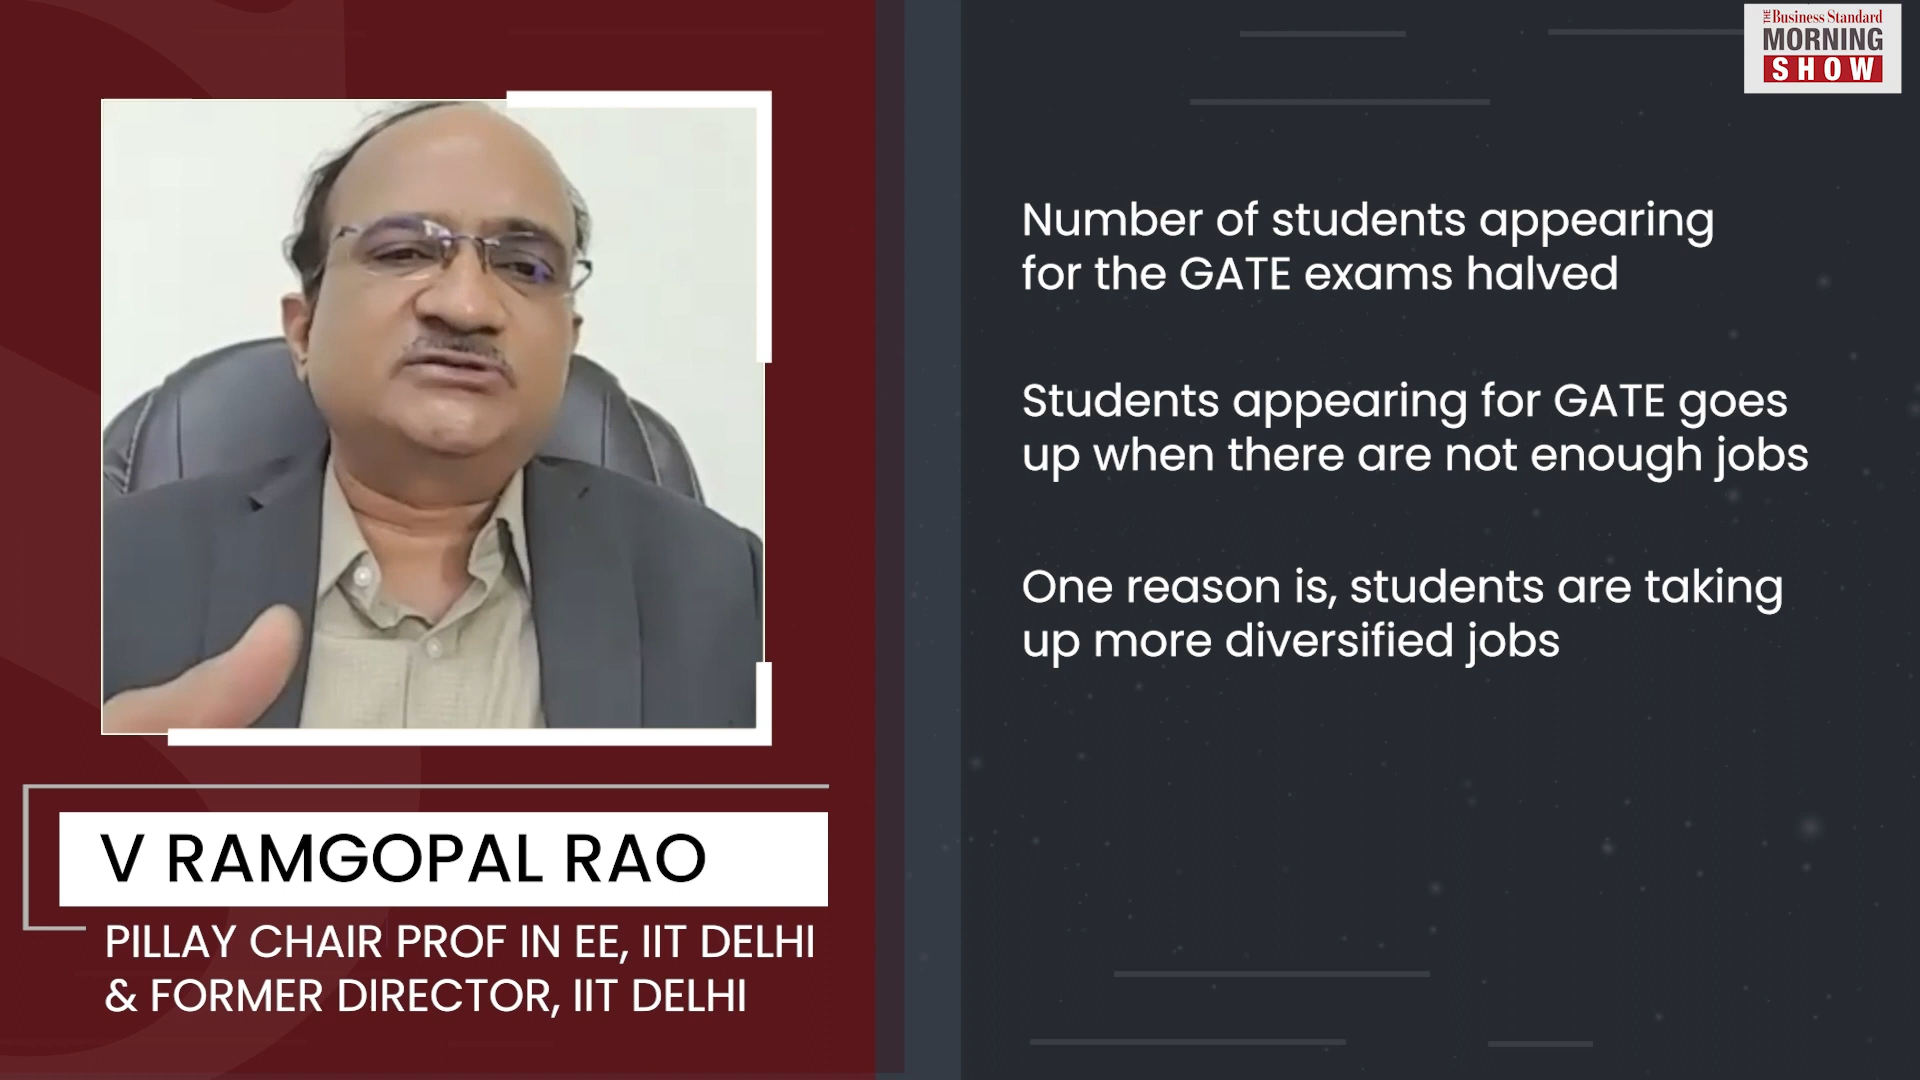 THE Business Standard
MORNING
SHOW
Number of students appearing
for the GATE exams halved
Students appearing for GATE goes
up when there are not enough jobs
One reason is, students are taking
up more diversified jobs
V RAMGOPAL RAO
PILLAY CHAIR PROF IN EE, IIT DELHI
& FORMER DIRECTOR, IIT DELHI